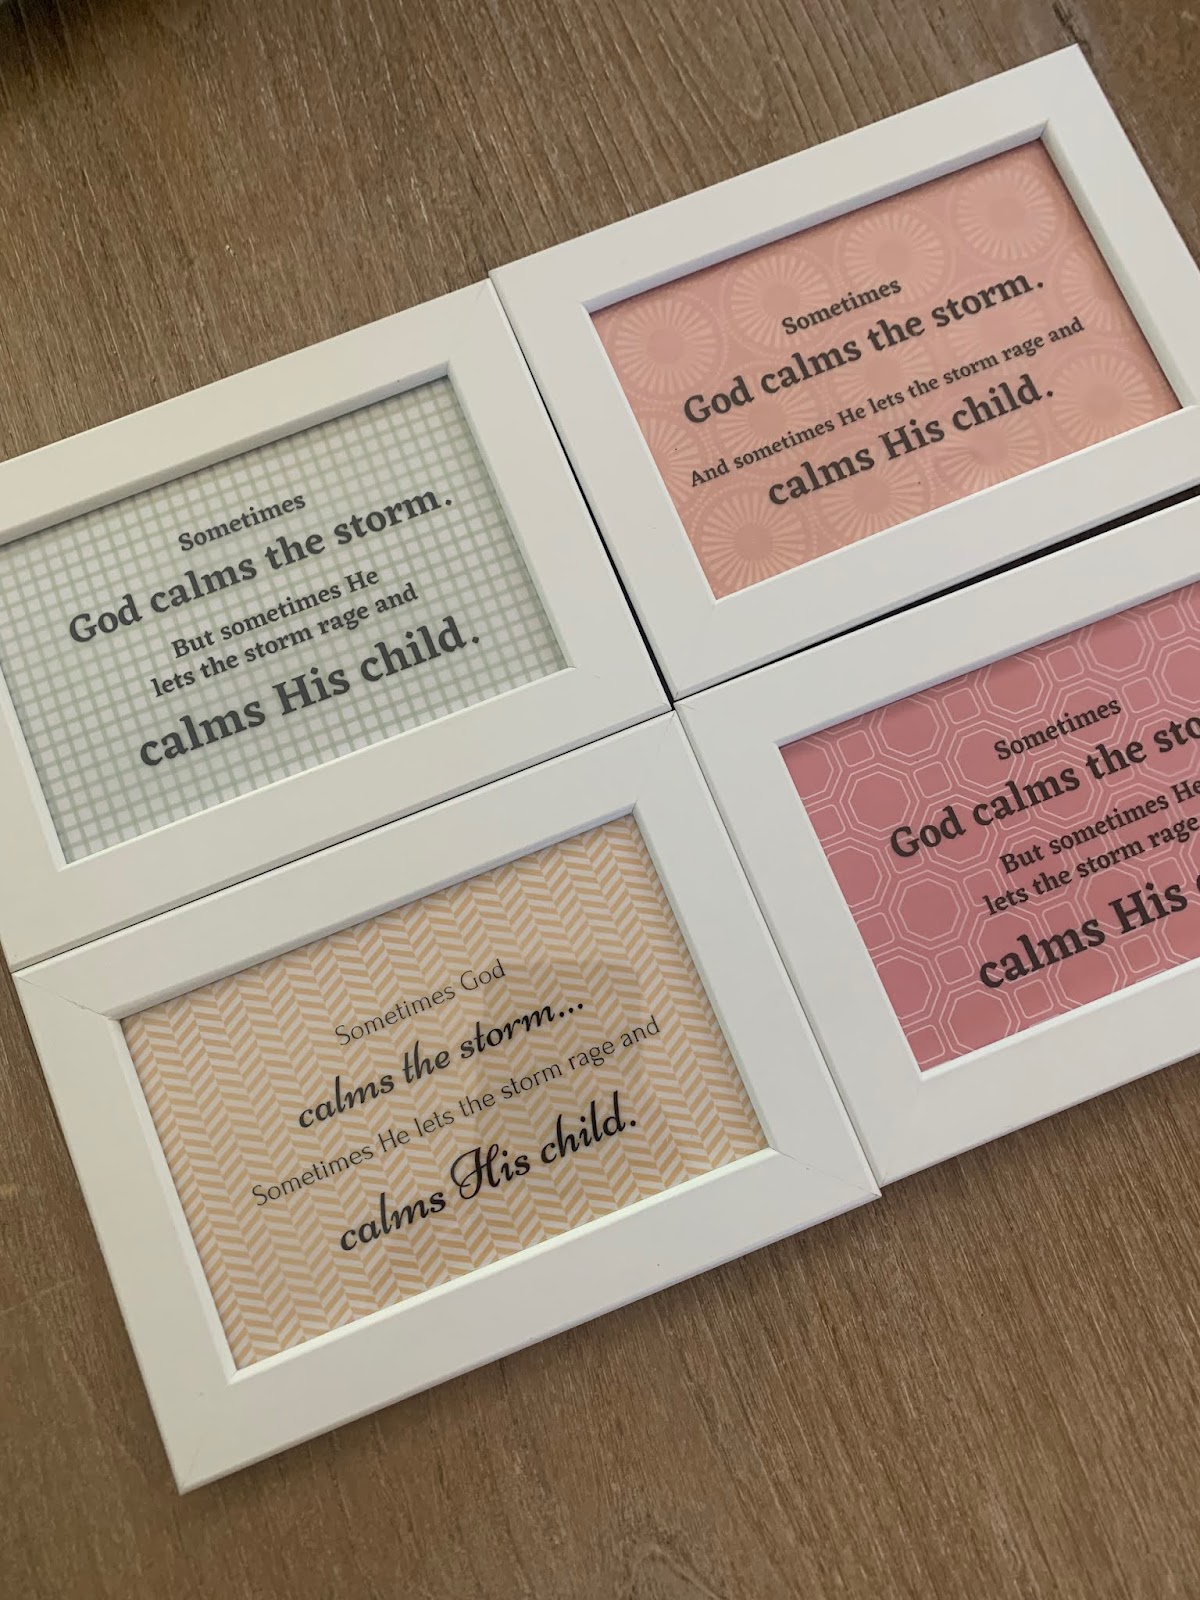 Sometimes
God calms the storm.
But sometimes He
lets the storm rage and
calms His child.
Sometimes
God calms the storm.
And sometimes He lets the storm rage and
calms His child.
Sometimes God
calms the storm...
Sometimes He lets the storm rage and
calms His child.
Sometimes
God calms the
But sometimes He
lets the storm rage
calms His